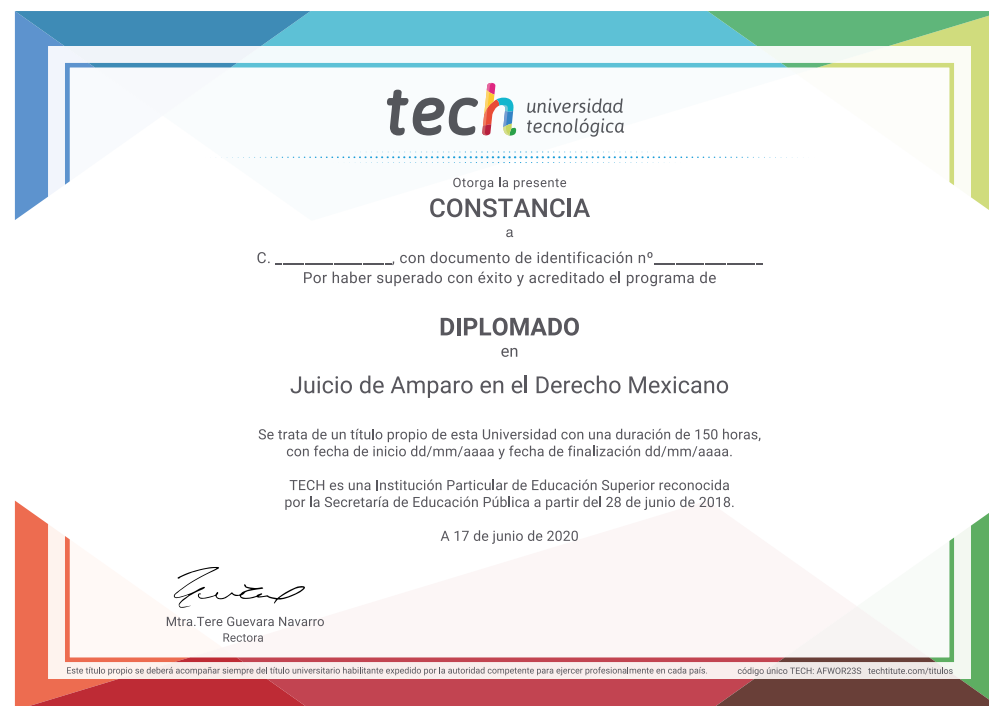 tech universidad
tecnológica
Otorga la presente
CONSTANCIA
a
C. ______________, con documento de identificación nº_____________
Por haber superado con éxito y acreditado el programa de
DIPLOMADO
en
Juicio de Amparo en el Derecho Mexicano
Se trata de un título propio de esta Universidad con una duración de 150 horas,
con fecha de inicio dd/mm/aaaa y fecha de finalización dd/mm/aaaa.
TECH es una Institución Particular de Educación Superior reconocida
por la Secretaría de Educación Pública a partir del 28 de junio de 2018.
A 17 de junio de 2020
Mtra.Tere Guevara Navarro
Rectora
Este título propio se deberá acompañar siempre del título universitario habilitante expedido por la autoridad competente para ejercer profesionalmente en cada país. código único TECH: AFWOR23S techtitute.com/titulos